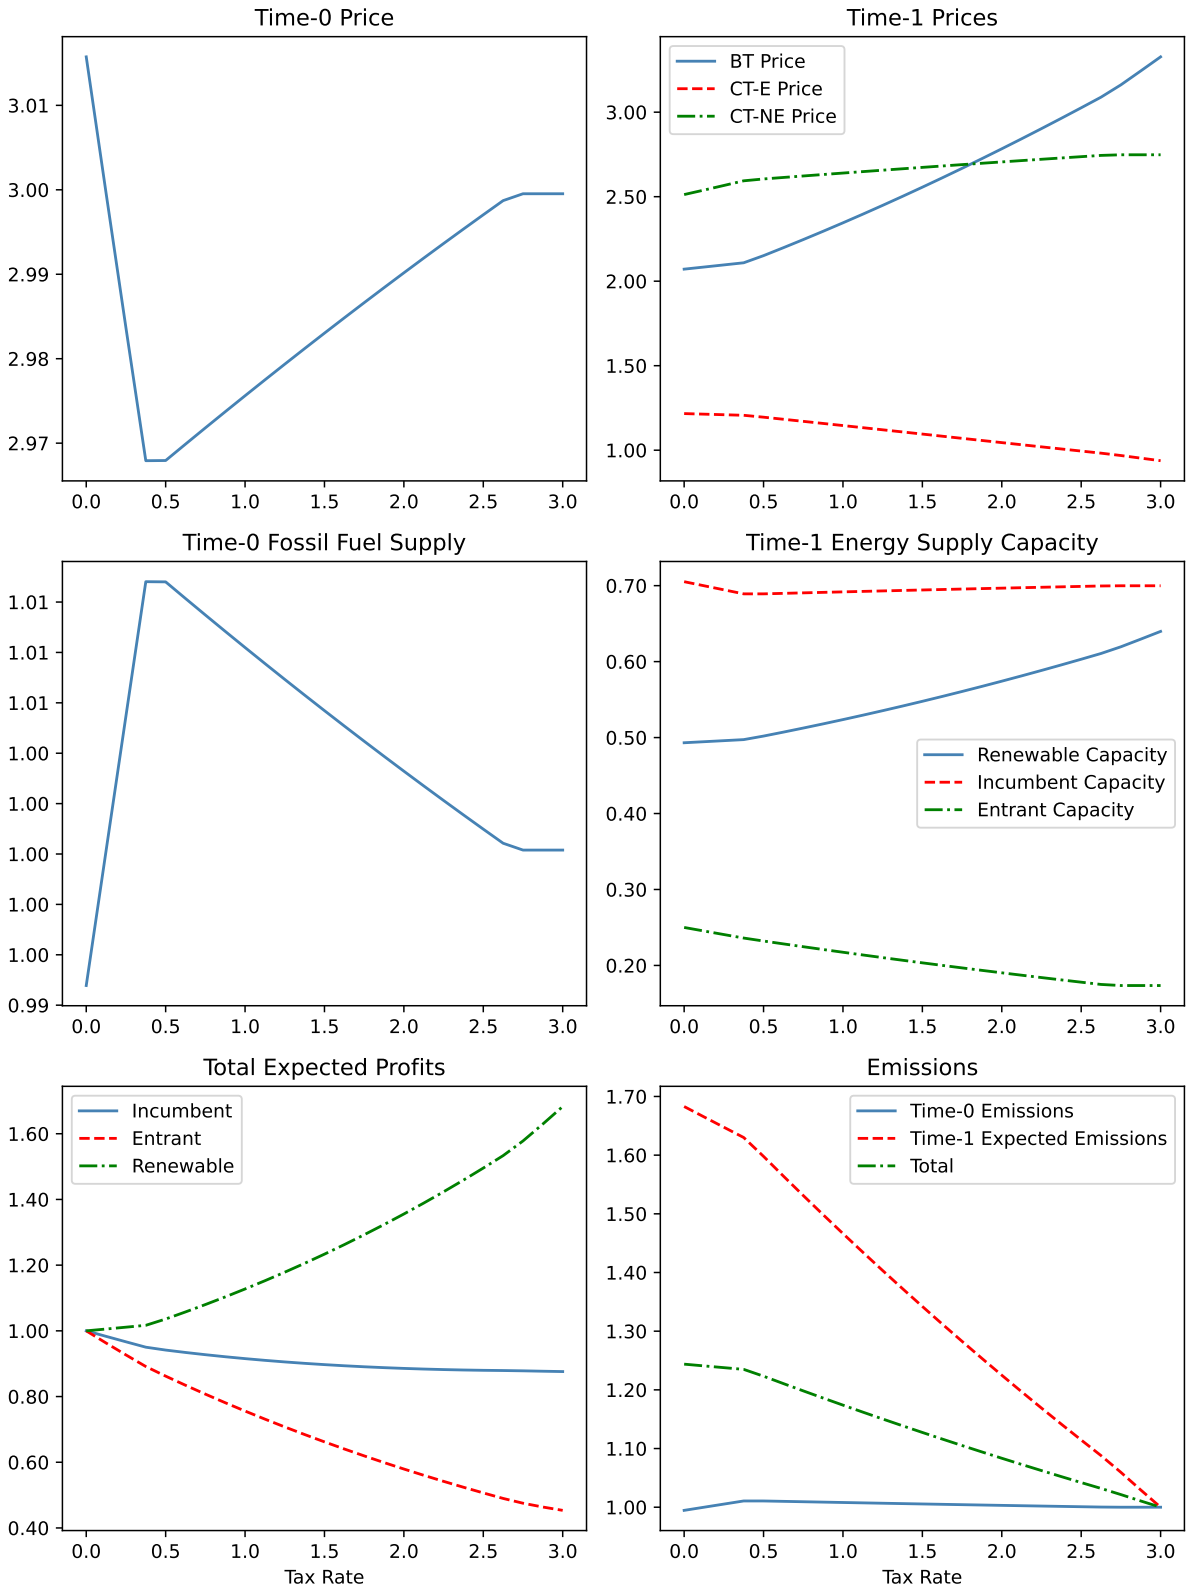 Time-0 Price
3.01
3.00
2.99
2.98
2.97
0.0 0.5 1.0 1.5 2.0 2.5 3.0
Time-1 Prices
BT Price
CT-E Price
CT-NE Price
3.00
2.50
2.00
1.50
1.00
0.0 0.5 1.0 1.5 2.0 2.5 3.0
Time-0 Fossil Fuel Supply
1.01
1.01
1.01
1.00
1.00
1.00
1.00
1.00
0.99
0.0 0.5 1.0 1.5 2.0 2.5 3.0
Time-1 Energy Supply Capacity
0.70
0.60
0.50
0.40
0.30
0.20
Renewable Capacity
Incumbent Capacity
Entrant Capacity
0.0 0.5 1.0 1.5 2.0 2.5 3.0
Total Expected Profits
Incumbent
Entrant
Renewable
1.60
1.40
1.20
1.00
0.80
0.60
0.40
0.0 0.5 1.0 1.5 2.0 2.5 3.0
Tax Rate
Emissions
Time-0 Emissions
Time-1 Expected Emissions
Total
1.70
1.60
1.50
1.40
1.30
1.20
1.10
1.00
0.0 0.5 1.0 1.5 2.0 2.5 3.0
Tax Rate